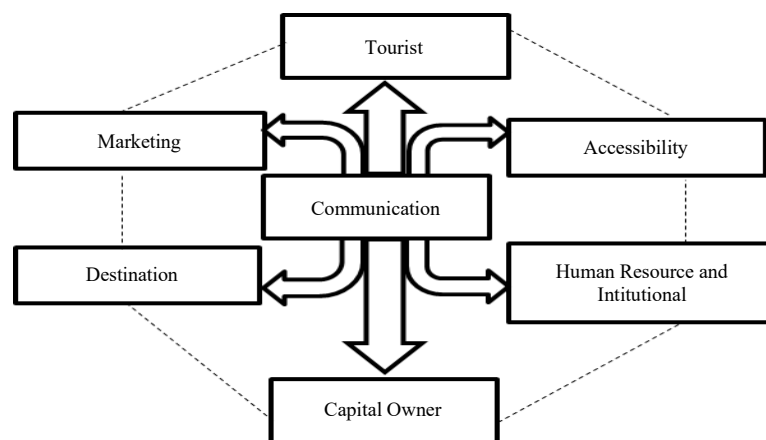 Tourist
Marketing
Accessibility
Communication
Destination
Human Resource and
Intitutional
Capital Owner